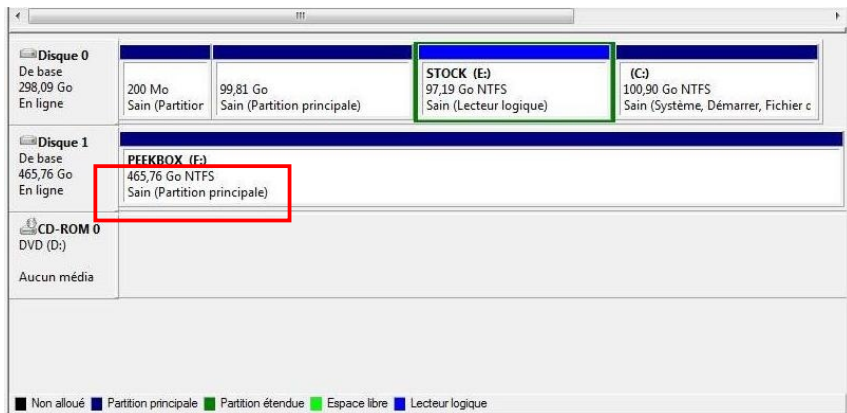 Disque 0
De base
298,09 Go
En ligne
200 Mo
Sain (Partitior
99,81 Go
Sain (Partition principale)
STOCK (E:)
97,19 Go NTFS
Sain (Lecteur logique)
(C:)
100,90 Go NTFS
Sain (Système, Démarrer, Fichier d
Disque 1
De base
465,76 Go
En ligne
PEEKBOX (F:)
465,76 Go NTFS
Sain (Partition principale)
CD-ROM 0
DVD (D:)
Aucun média
Non alloué Partition principale Partition étendue Espace libre Lecteur logique